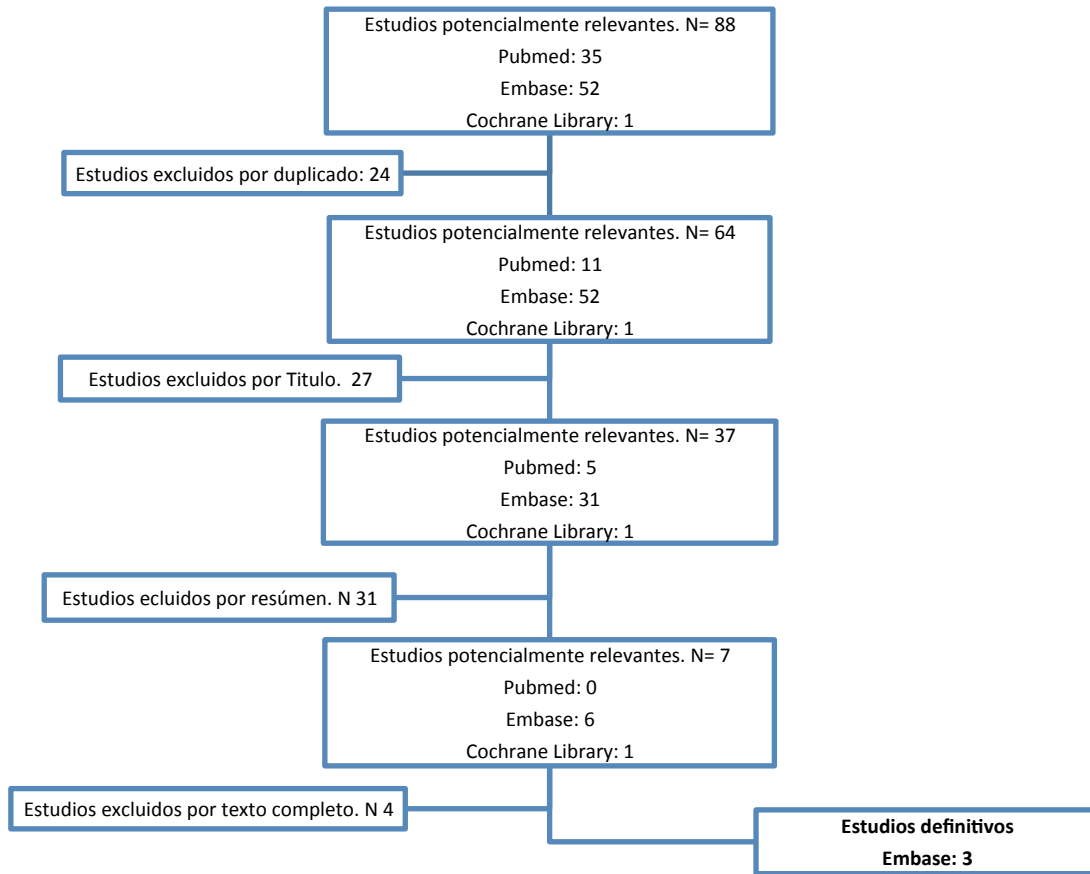 Estudios potencialmente relevantes. N= 88
Pubmed: 35
Embase: 52
Cochrane Library: 1
Estudios excluidos por duplicado: 24
Estudios potencialmente relevantes. N= 64
Pubmed: 11
Embase: 52
Cochrane Library: 1
Estudios excluidos por Titulo. 27
Estudios potencialmente relevantes. N= 37
Pubmed: 5
Embase: 31
Cochrane Library: 1
Estudios ecluidos por resúmen. N 31
Estudios potencialmente relevantes. N= 7
Pubmed: 0
Embase: 6
Cochrane Library: 1
Estudios excluidos por texto completo. N 4
Estudios definitivos
Embase: 3